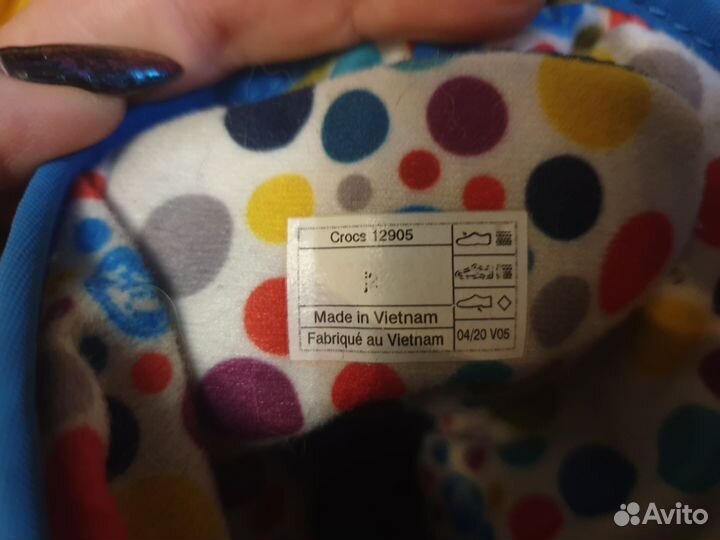 Crocs 12905
Made in Vietnam
Fabriqué au Vietnam
04/20 V05
Avito